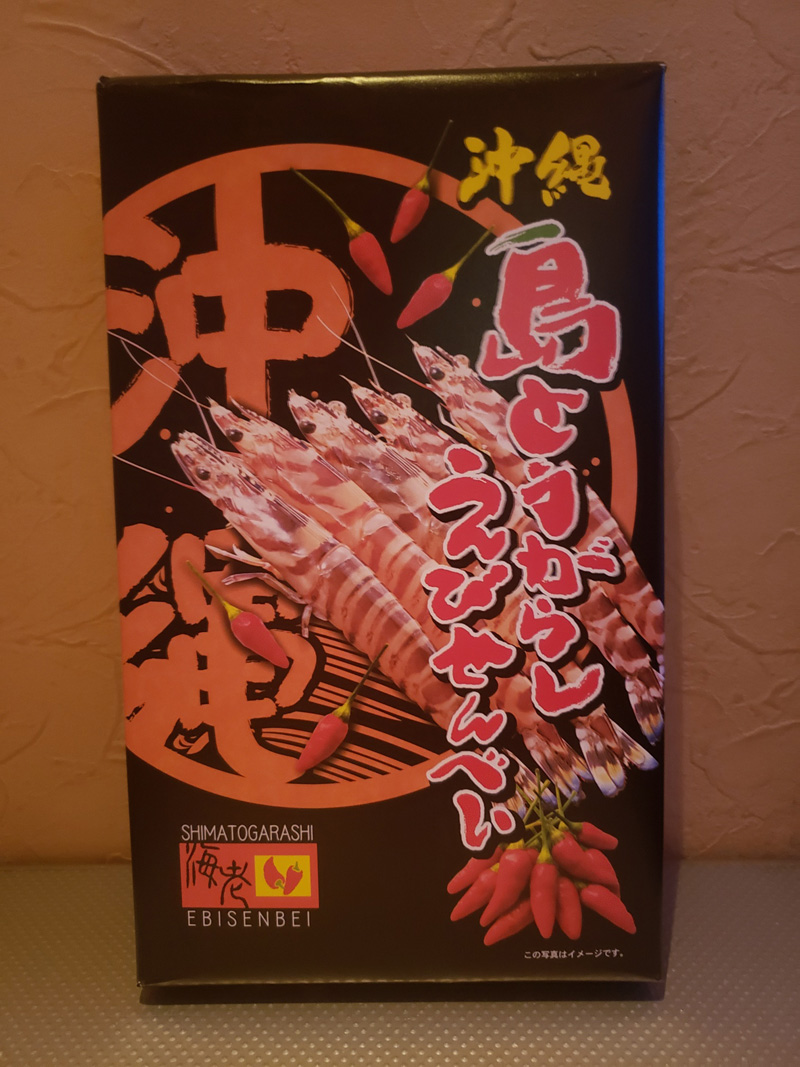 沖縄
島とうがらし
えびせんべい
沖縄
SHIMATOGARASHI
海老
EBISENBEI
この写真はイメージです。